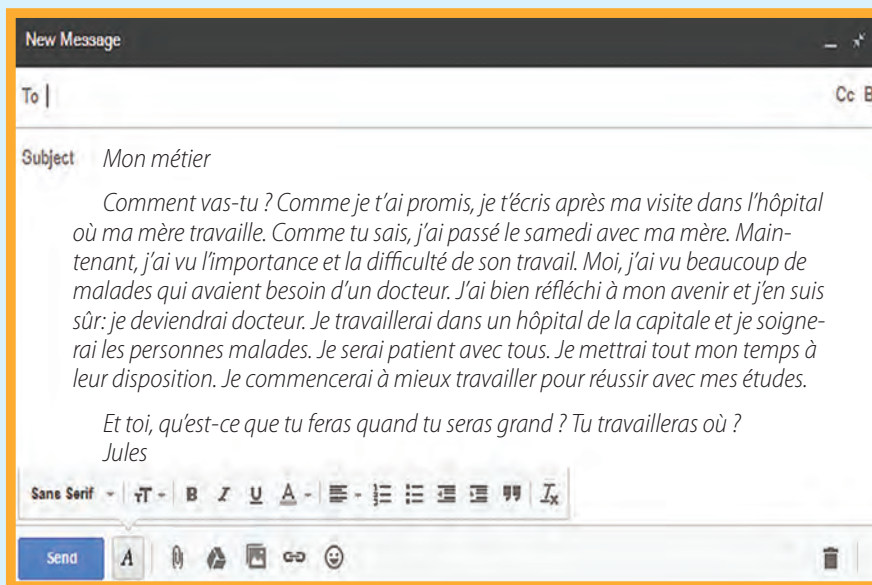 New Message
To
Cc B
Subject Mon métier
Comment vas-tu ? Comme je t'ai promis, je t'écris après ma visite dans l'hôpital
où ma mère travaille. Comme tu sais, j'ai passé le samedi avec ma mère. Main-
tenant, j'ai vu l'importance et la difficulté de son travail. Moi, j'ai vu beaucoup de
malades qui avaient besoin d'un docteur. J'ai bien réfléchi à mon avenir et j'en suis
sûr: je deviendrai docteur. Je travaillerai dans un hôpital de la capitale et je soigne-
rai les personnes malades. Je serai patient avec tous. Je mettrai tout mon temps à
leur disposition. Je commencerai à mieux travailler pour réussir avec mes études.
Et toi, qu'est-ce que tu feras quand tu seras grand ? Tu travailleras où ?
Jules
Sans Serif TT B I U A Tx
Send A